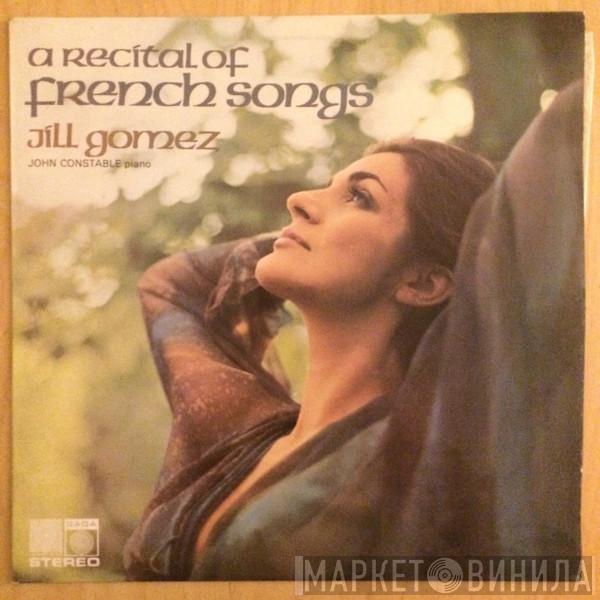 a Recital of
french songs
Jill gomez
JOHN CONSTABLE piano
SAGA
STEREO
МАРКЕТ ВИНИЛА